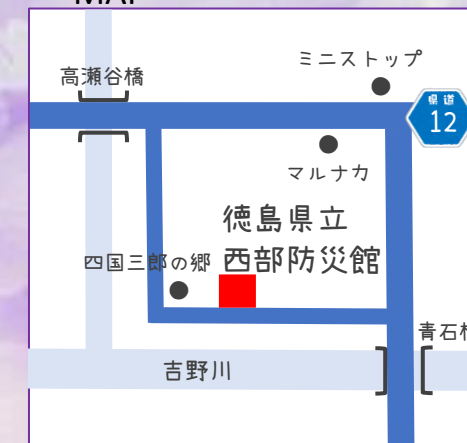 MAP
高瀬谷橋
ミニストップ
県道
12
マルナカ
徳島県立
西部防災館
四国三郎の郷
青石
吉野川